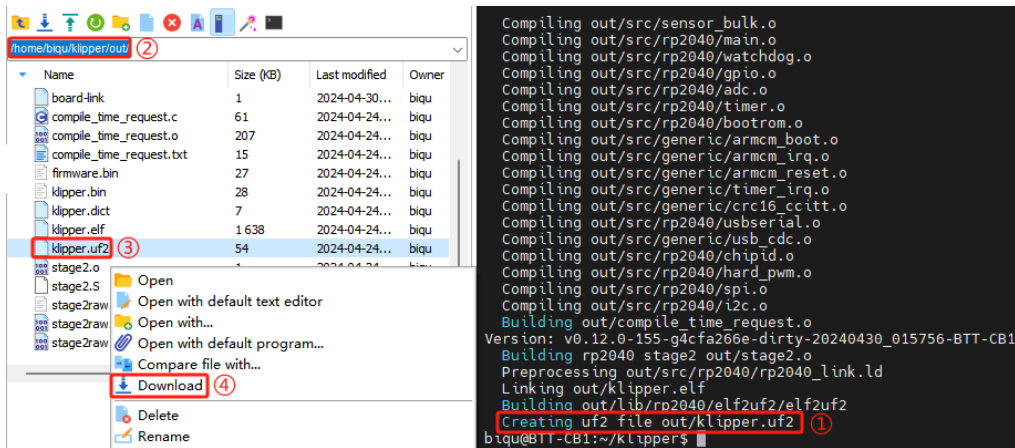 /home/biqu/klipper/out/ ②
Name Size (KB) Last modified Owner
board-link 1 2024-04-30... biqu
compile_time_request.c 61 2024-04-24... biqu
compile_time_request.o 207 2024-04-24... biqu
compile_time_request.txt 15 2024-04-24... biqu
firmware.bin 27 2024-04-24... biqu
klipper.bin 28 2024-04-24... biqu
klipper.dict 7 2024-04-24... biqu
klipper.elf 1 638 2024-04-24... biqu
klipper.uf2 ③ 54 2024-04-24... biqu
stage2.o
stage2.S
stage2raw
stage2raw
stage2raw
Open
Open with default text editor
Open with...
Open with default program...
Compare file with...
Download ④
Delete
Rename
Compiling out/src/sensor_bulk.o
Compiling out/src/rp2040/main.o
Compiling out/src/rp2040/watchdog.o
Compiling out/src/rp2040/gpio.o
Compiling out/src/rp2040/adc.o
Compiling out/src/rp2040/timer.o
Compiling out/src/rp2040/bootrom.o
Compiling out/src/generic/armcm_boot.o
Compiling out/src/generic/armcm_irq.o
Compiling out/src/generic/armcm_reset.o
Compiling out/src/generic/timer_irq.o
Compiling out/src/generic/crc16_ccitt.o
Compiling out/src/rp2040/usbserial.o
Compiling out/src/generic/usb_cdc.o
Compiling out/src/rp2040/chipid.o
Compiling out/src/rp2040/hard_pwm.o
Compiling out/src/rp2040/spi.o
Compiling out/src/rp2040/i2c.o
Building out/compile_time_request.o
Version: v0.12.0-155-g4cfa266e-dirty-20240430_015756-BTT-CB1
Building rp2040 stage2 out/stage2.o
Preprocessing out/src/rp2040/rp2040_link.ld
Linking out/klipper.elf
Building out/lib/rp2040/elf2uf2/elf2uf2
Creating uf2 file out/klipper.uf2 ①
biqu@BTT-CB1:~/klipper$